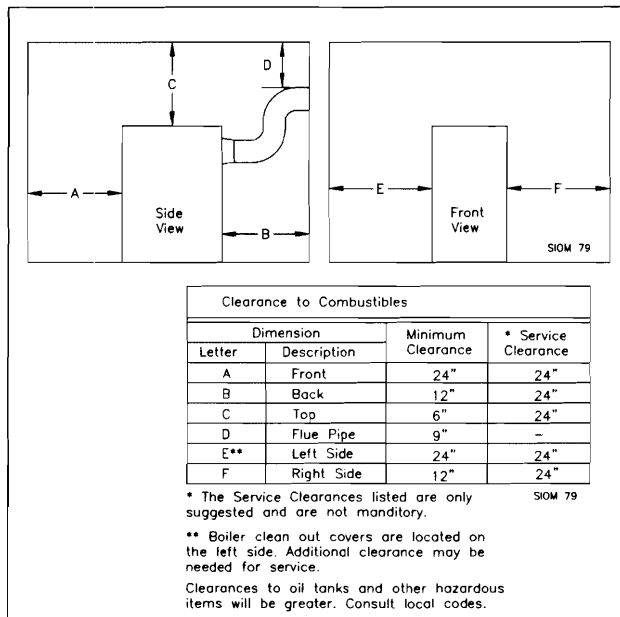 D
C
A
Side
View
B
E
F
Front
View
SIOM 79
Clearance to Combustibles
Dimension Minimum Clearance * Service Clearance
Letter Description
A Front 24" 24"
B Back 12" 24"
C Top 6" 24"
D Flue Pipe 9" –
E** Left Side 24" 24"
F Right Side 12" 24"
* The Service Clearances listed are only
suggested and are not manditory.
SIOM 79
** Boiler clean out covers are located on
the left side. Additional clearance may be
needed for service.
Clearances to oil tanks and other hazardous
items will be greater. Consult local codes.